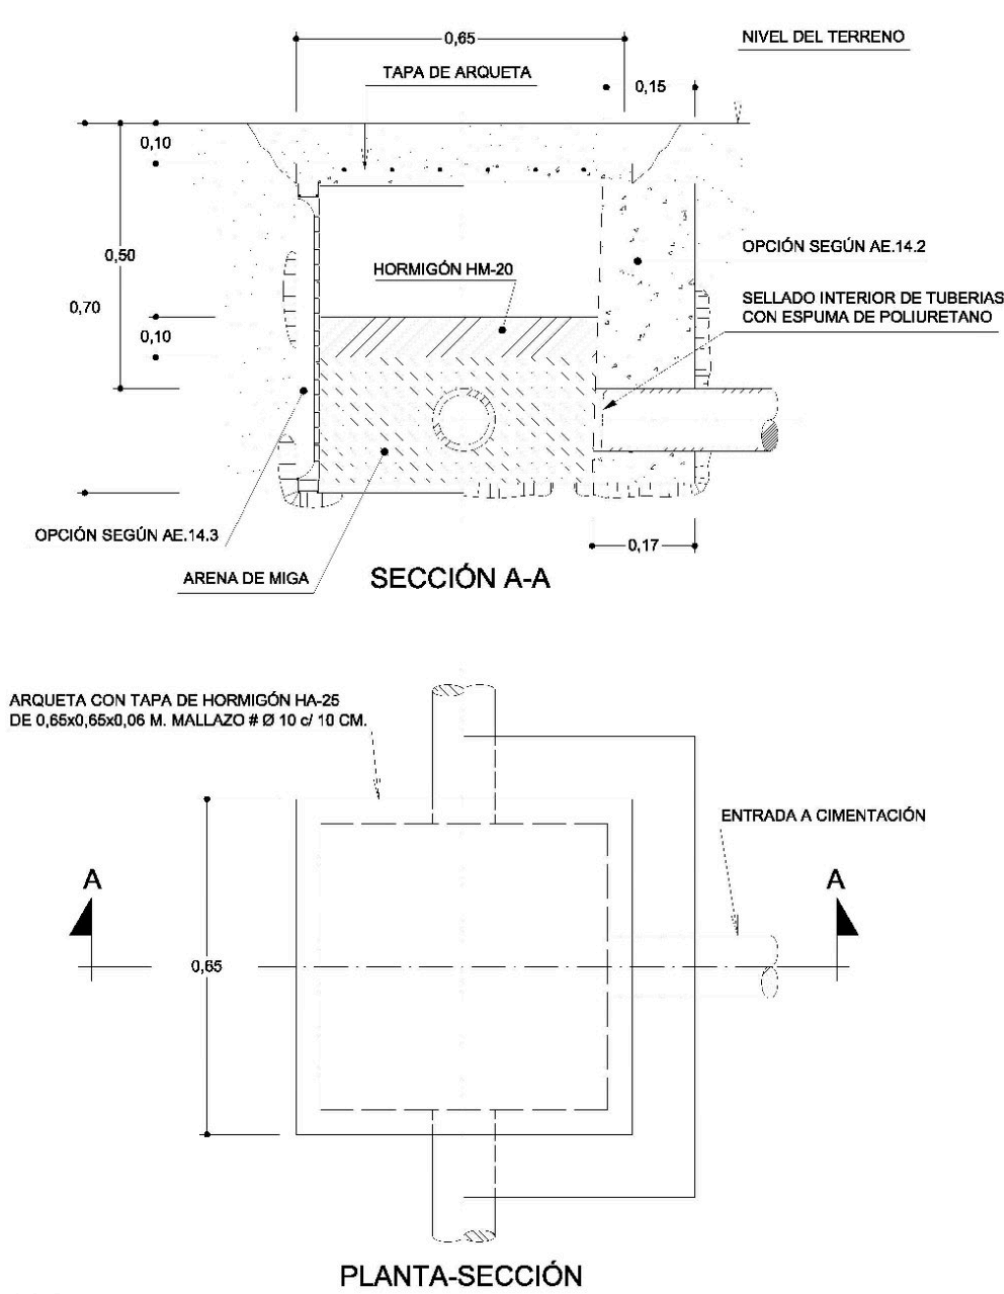 0,65
NIVEL DEL TERRENO
TAPA DE ARQUETA
0,15
0,10
0,50
OPCIÓN SEGÚN AE.14.2
HORMIGÓN HM-20
0,70
SELLADO INTERIOR DE TUBERIAS
CON ESPUMA DE POLIURETANO
0,10
OPCIÓN SEGÚN AE.14.3
0,17
ARENA DE MIGA
SECCIÓN A-A
ARQUETA CON TAPA DE HORMIGÓN HA-25
DE 0,65x0,65x0,06 M. MALLAZO # Ø 10 c/ 10 CM.
ENTRADA A CIMENTACIÓN
A
A
0,65
PLANTA-SECCIÓN